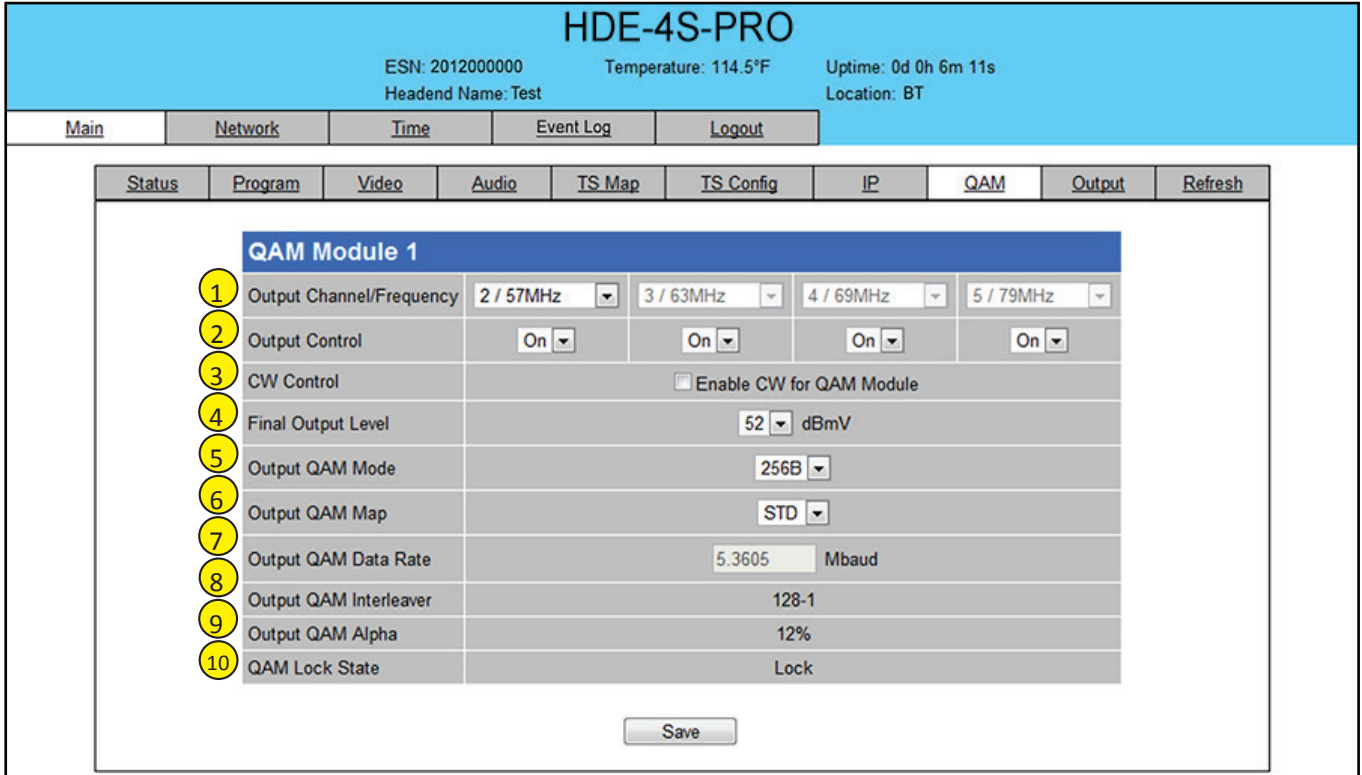 HDE-4S-PRO
ESN: 2012000000 Temperature: 114.5°F Uptime: 0d 0h 6m 11s
Headend Name: Test Location: BT
Main Network Time Event Log Logout
Status Program Video Audio TS Map TS Config IP QAM Output Refresh
QAM Module 1
1 Output Channel/Frequency 2 / 57MHz 3 / 63MHz 4 / 69MHz 5 / 79MHz
2 Output Control On On On On
3 CW Control Enable CW for QAM Module
4 Final Output Level 52 dBmV
5 Output QAM Mode 256B
6 Output QAM Map STD
7 Output QAM Data Rate 5.3605 Mbaud
8 Output QAM Interleaver 128-1
9 Output QAM Alpha 12%
10 QAM Lock State Lock
Save